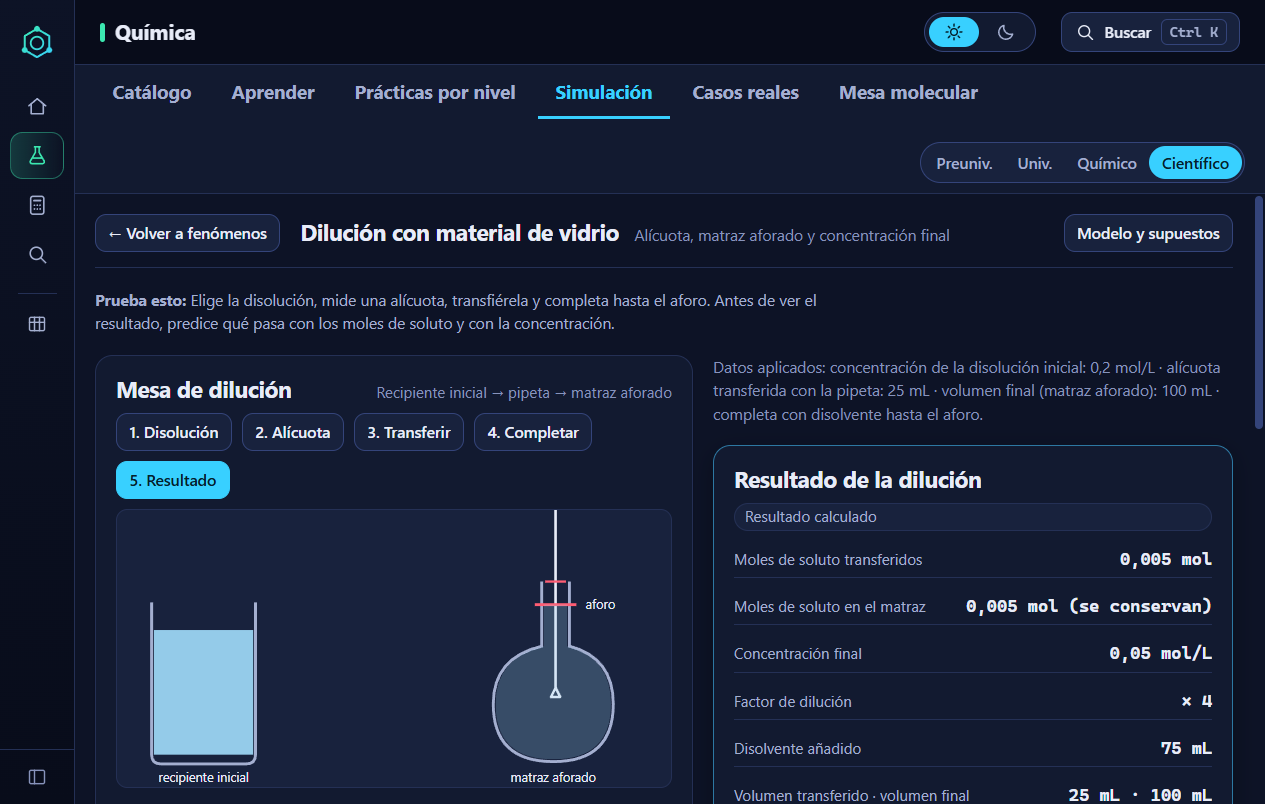 Química
Buscar Ctrl K
Catálogo Aprender Prácticas por nivel Simulación Casos reales Mesa molecular
Preuniv. Univ. Químico Científico
← Volver a fenómenos Dilución con material de vidrio Alícuota, matraz aforado y concentración final Modelo y supuestos
Prueba esto: Elige la disolución, mide una alícuota, transfiérela y completa hasta el aforo. Antes de ver el
resultado, predice qué pasa con los moles de soluto y con la concentración.
Mesa de dilución Recipiente inicial → pipeta → matraz aforado
1. Disolución 2. Alícuota 3. Transferir 4. Completar
5. Resultado
aforo
recipiente inicial matraz aforado
Datos aplicados: concentración de la disolución inicial: 0,2 mol/L · alícuota
transferida con la pipeta: 25 mL · volumen final (matraz aforado): 100 mL ·
completa con disolvente hasta el aforo.
Resultado de la dilución
Resultado calculado
Moles de soluto transferidos 0,005 mol
Moles de soluto en el matraz 0,005 mol (se conservan)
Concentración final 0,05 mol/L
Factor de dilución × 4
Disolvente añadido 75 mL
Volumen transferido · volumen final 25 mL · 100 mL